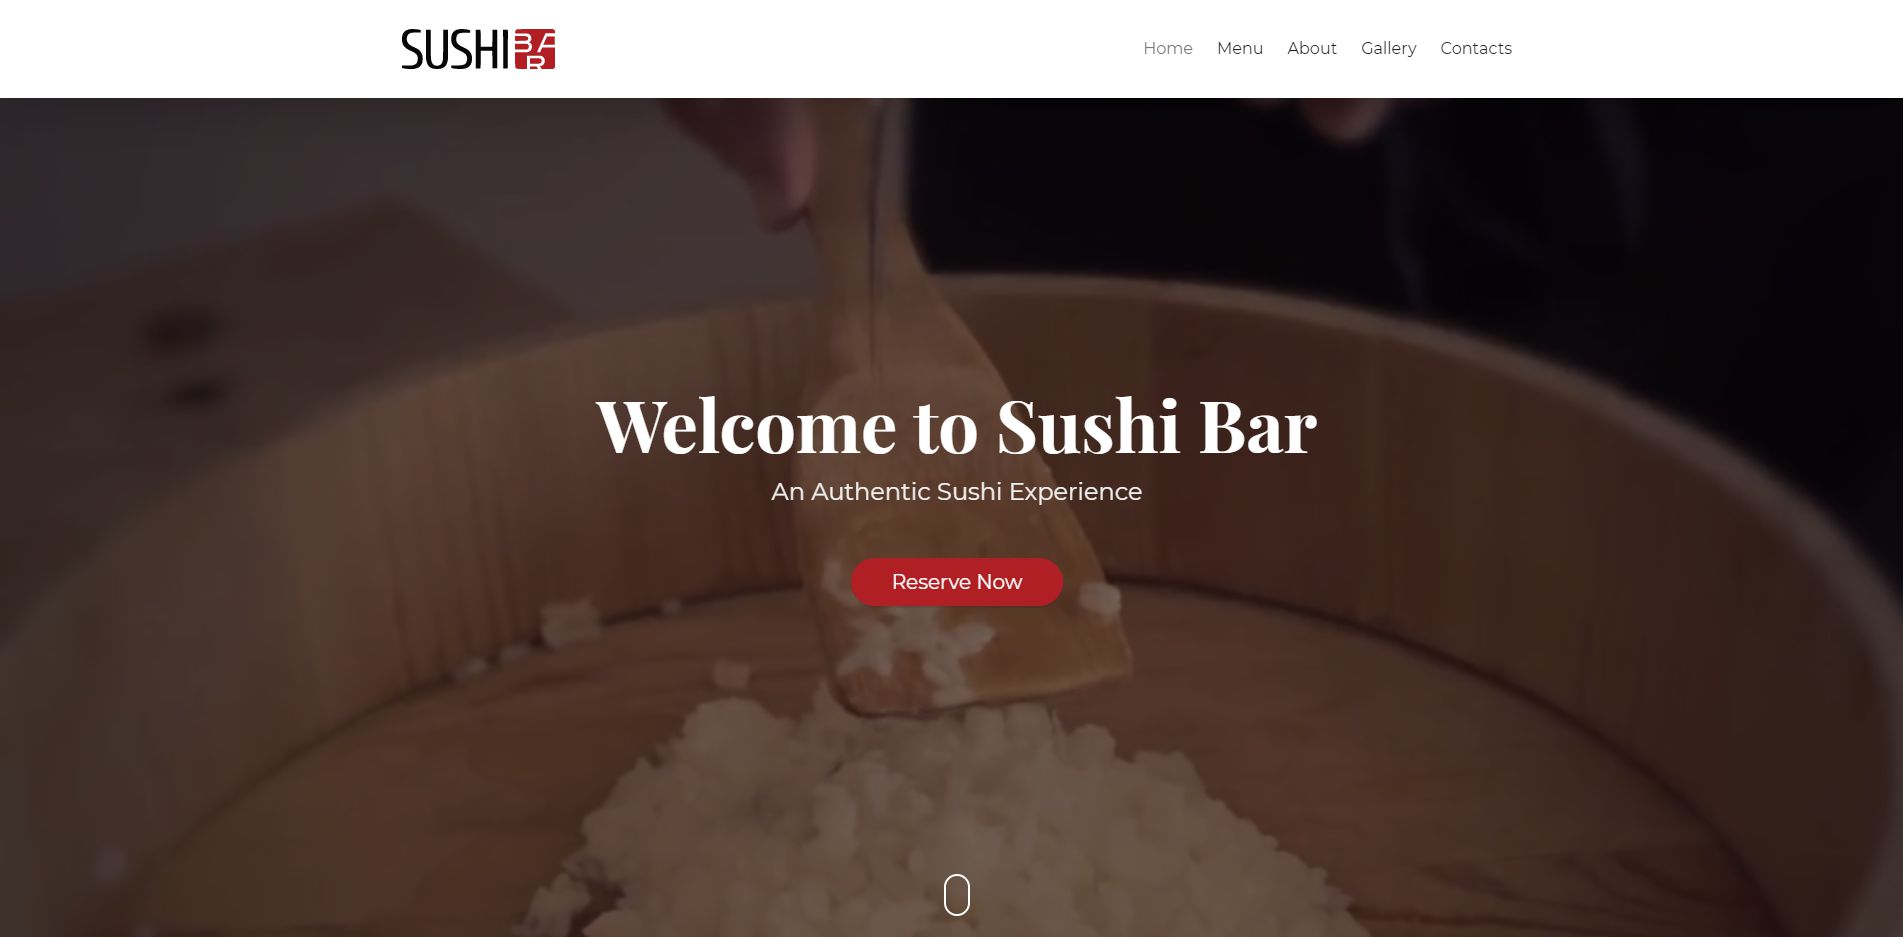 SUSHI BAR
Home Menu About Gallery Contacts
Welcome to Sushi Bar
An Authentic Sushi Experience
Reserve Now